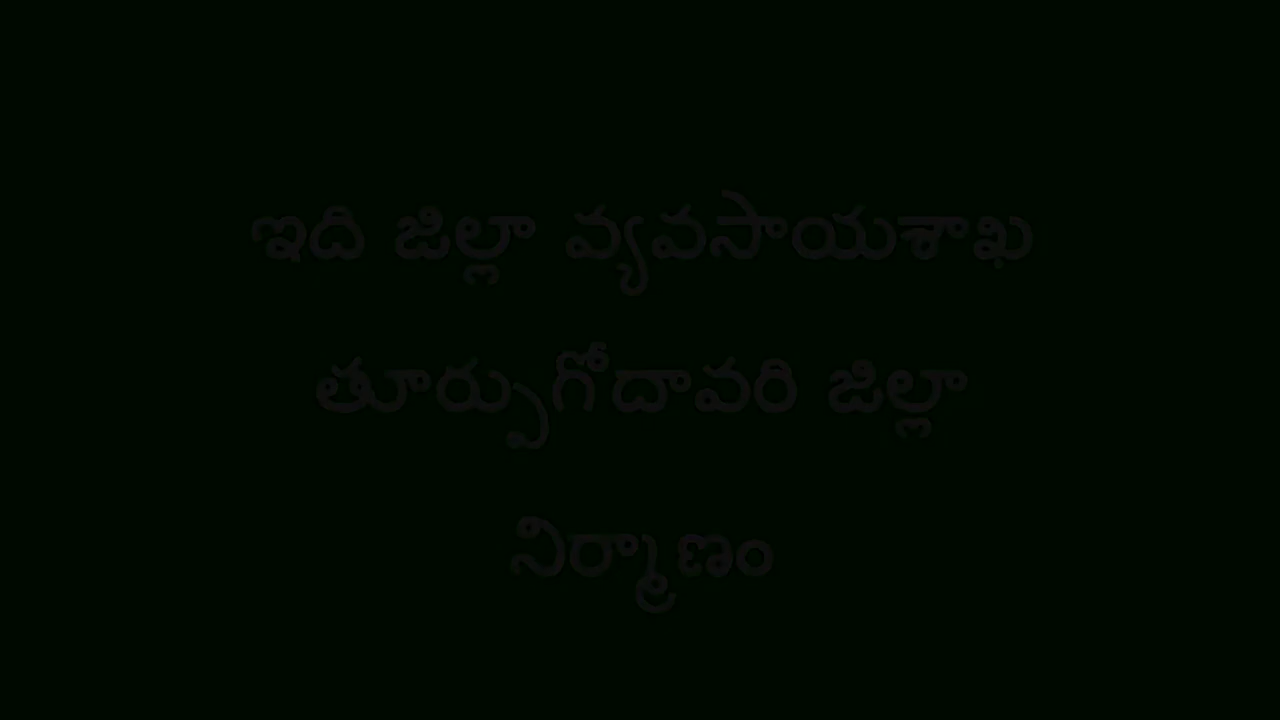 ఇది జిల్లా వ్యవసాయశాఖ
తూర్పుగోదావరి జిల్లా
నిర్మాణం